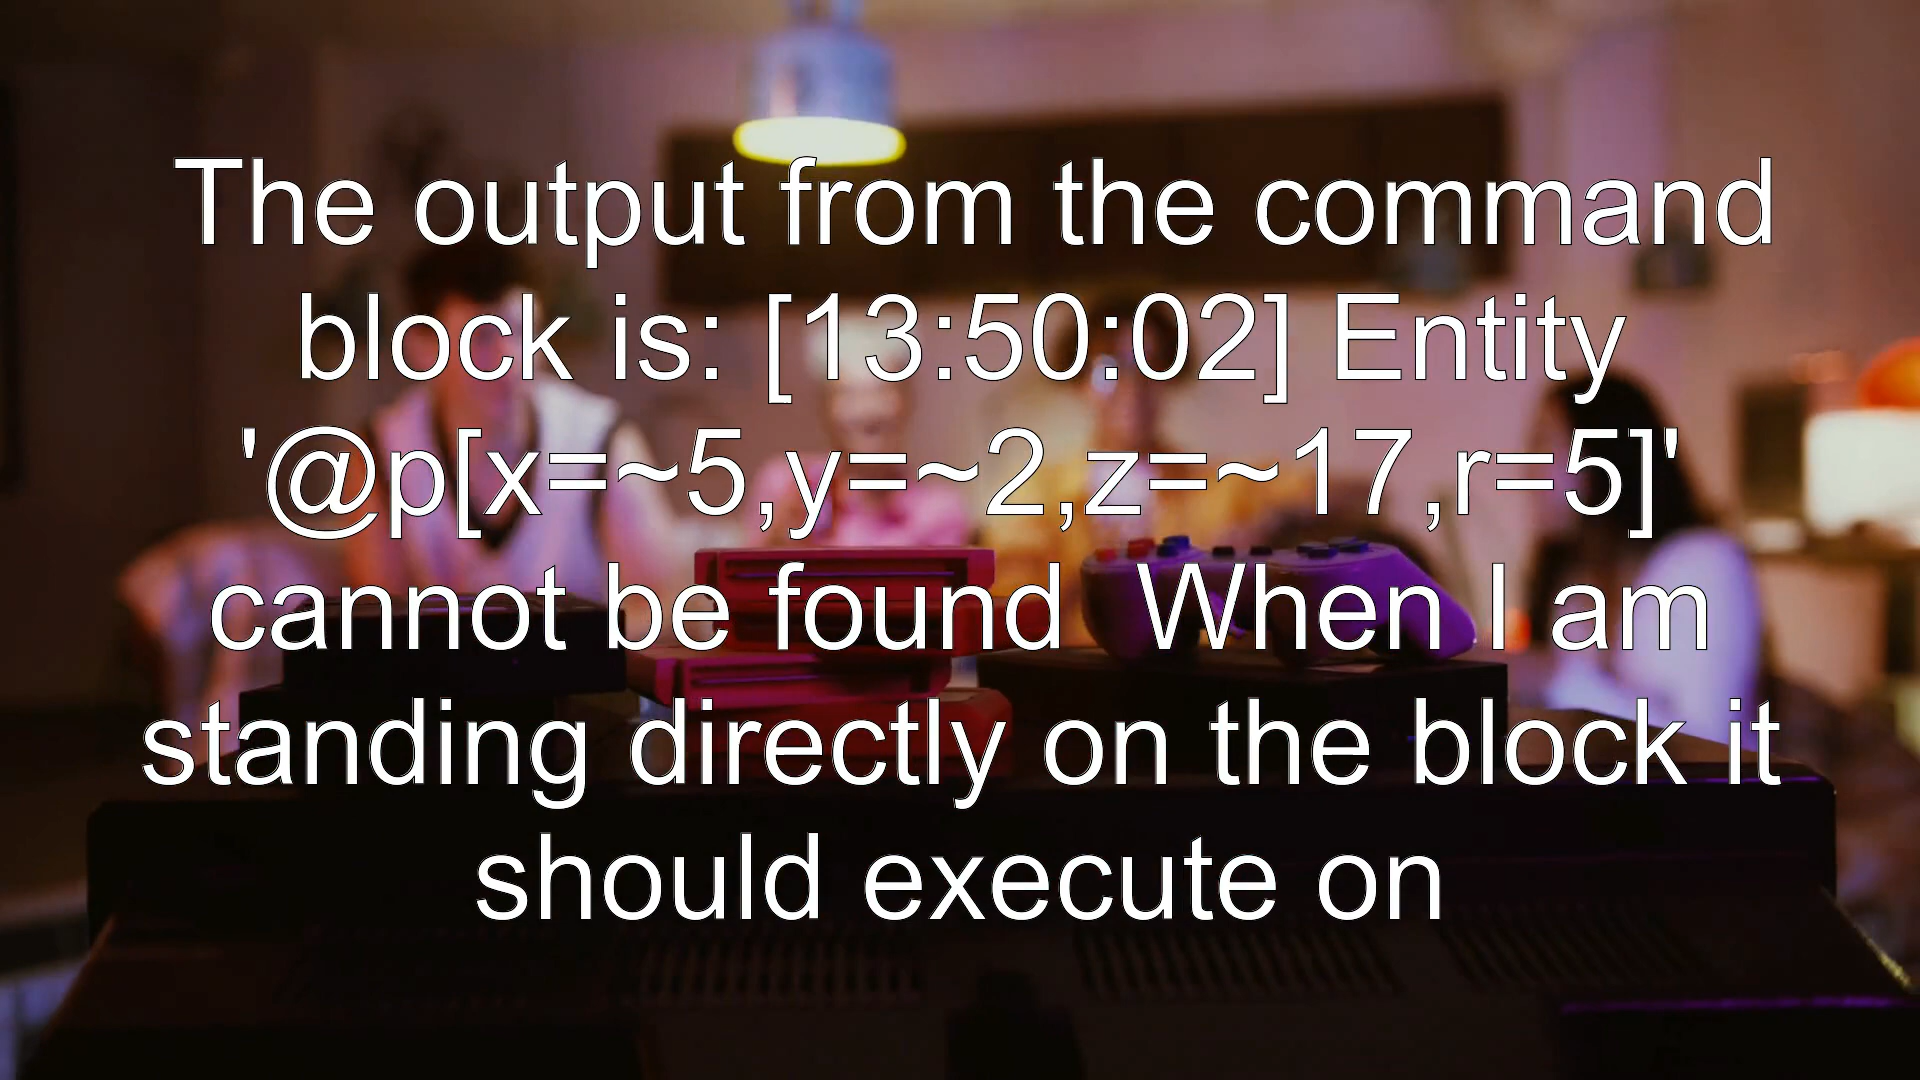 The output from the command
block is: [13:50:02] Entity
'@p[x=~5,y=~2,z=~17,r=5]'
cannot be found  When I am
standing directly on the block it
should execute on